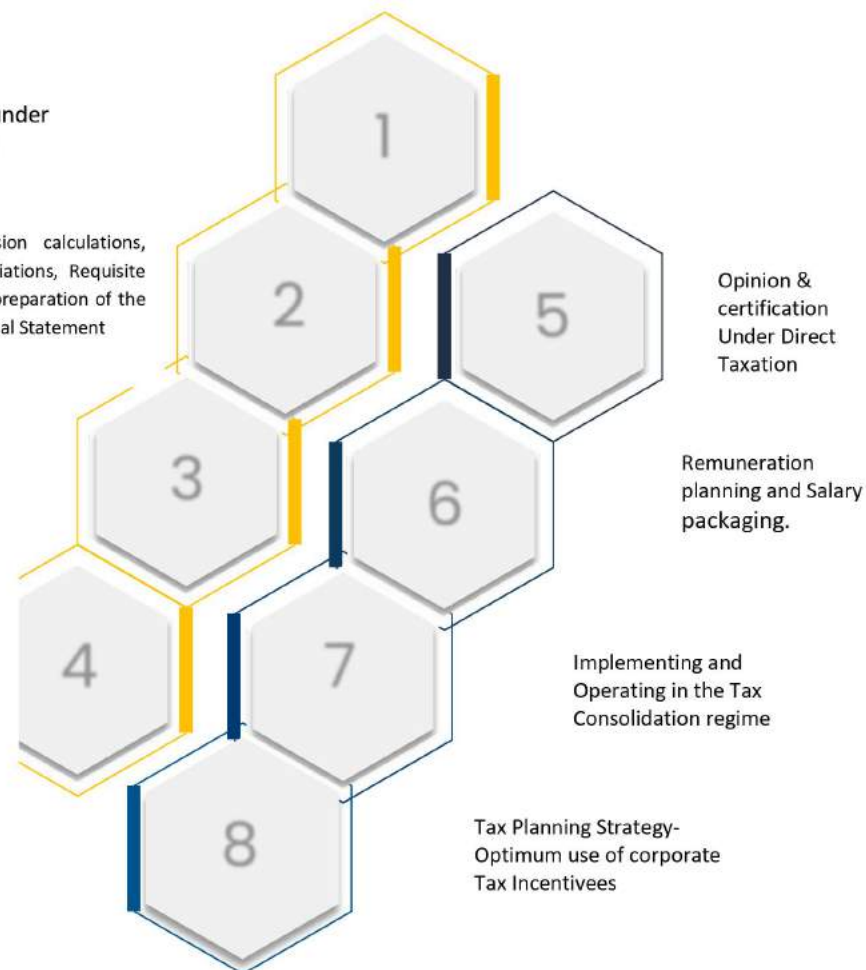 1
under
sion calculations,
iations, Requisite
preparation of the
al Statement
2
3
4
5
Opinion &
certification
Under Direct
Taxation
6
Remuneration
planning and Salary
packaging.
7
Implementing and
Operating in the Tax
Consolidation regime
8
Tax Planning Strategy-
Optimum use of corporate
Tax Incentivees